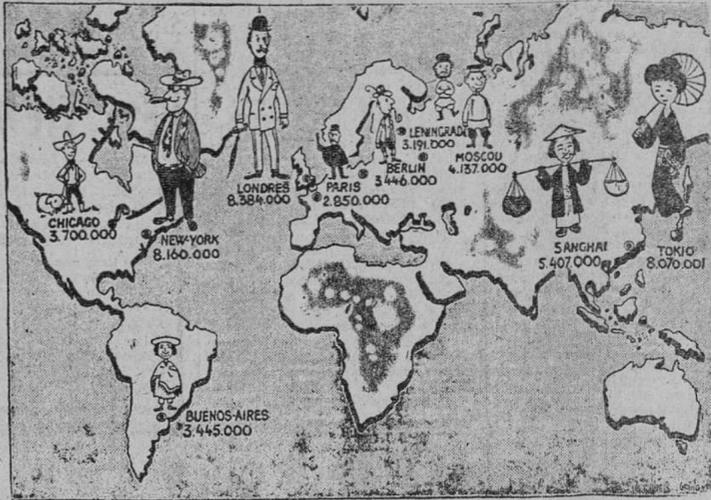 LONDRES
8.384.000
PARIS
2.850.000
LENINGRADE
3.191.000
BERLIN
3.446.000
MOSCOU
4.137.000
CHICAGO
3.700.000
NEW-YORK
8.160.000
SANGHAI
5.407.000
TOKIO
8.070.001
BUENOS-AIRES
3.445.000